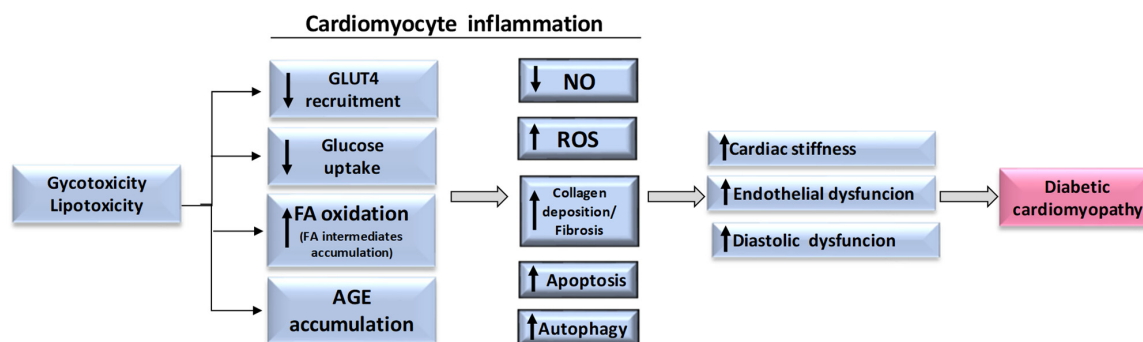 Cardiomyocyte inflammation
Gycotoxicity
Lipotoxicity
GLUT4
recruitment
Glucose
uptake
FA oxidation
(FA intermediates
accumulation)
AGE
accumulation
NO
ROS
Collagen
deposition/
Fibrosis
Apoptosis
Autophagy
Cardiac stiffness
Endothelial dysfuncion
Diastolic dysfuncion
Diabetic
cardiomyopathy